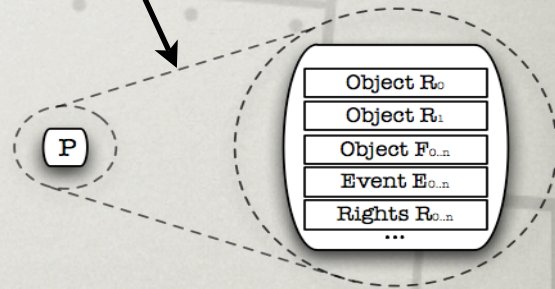 P
Object R₀
Object R₁
Object F₀..ₙ
Event E₀..ₙ
Rights R₀..ₙ
...